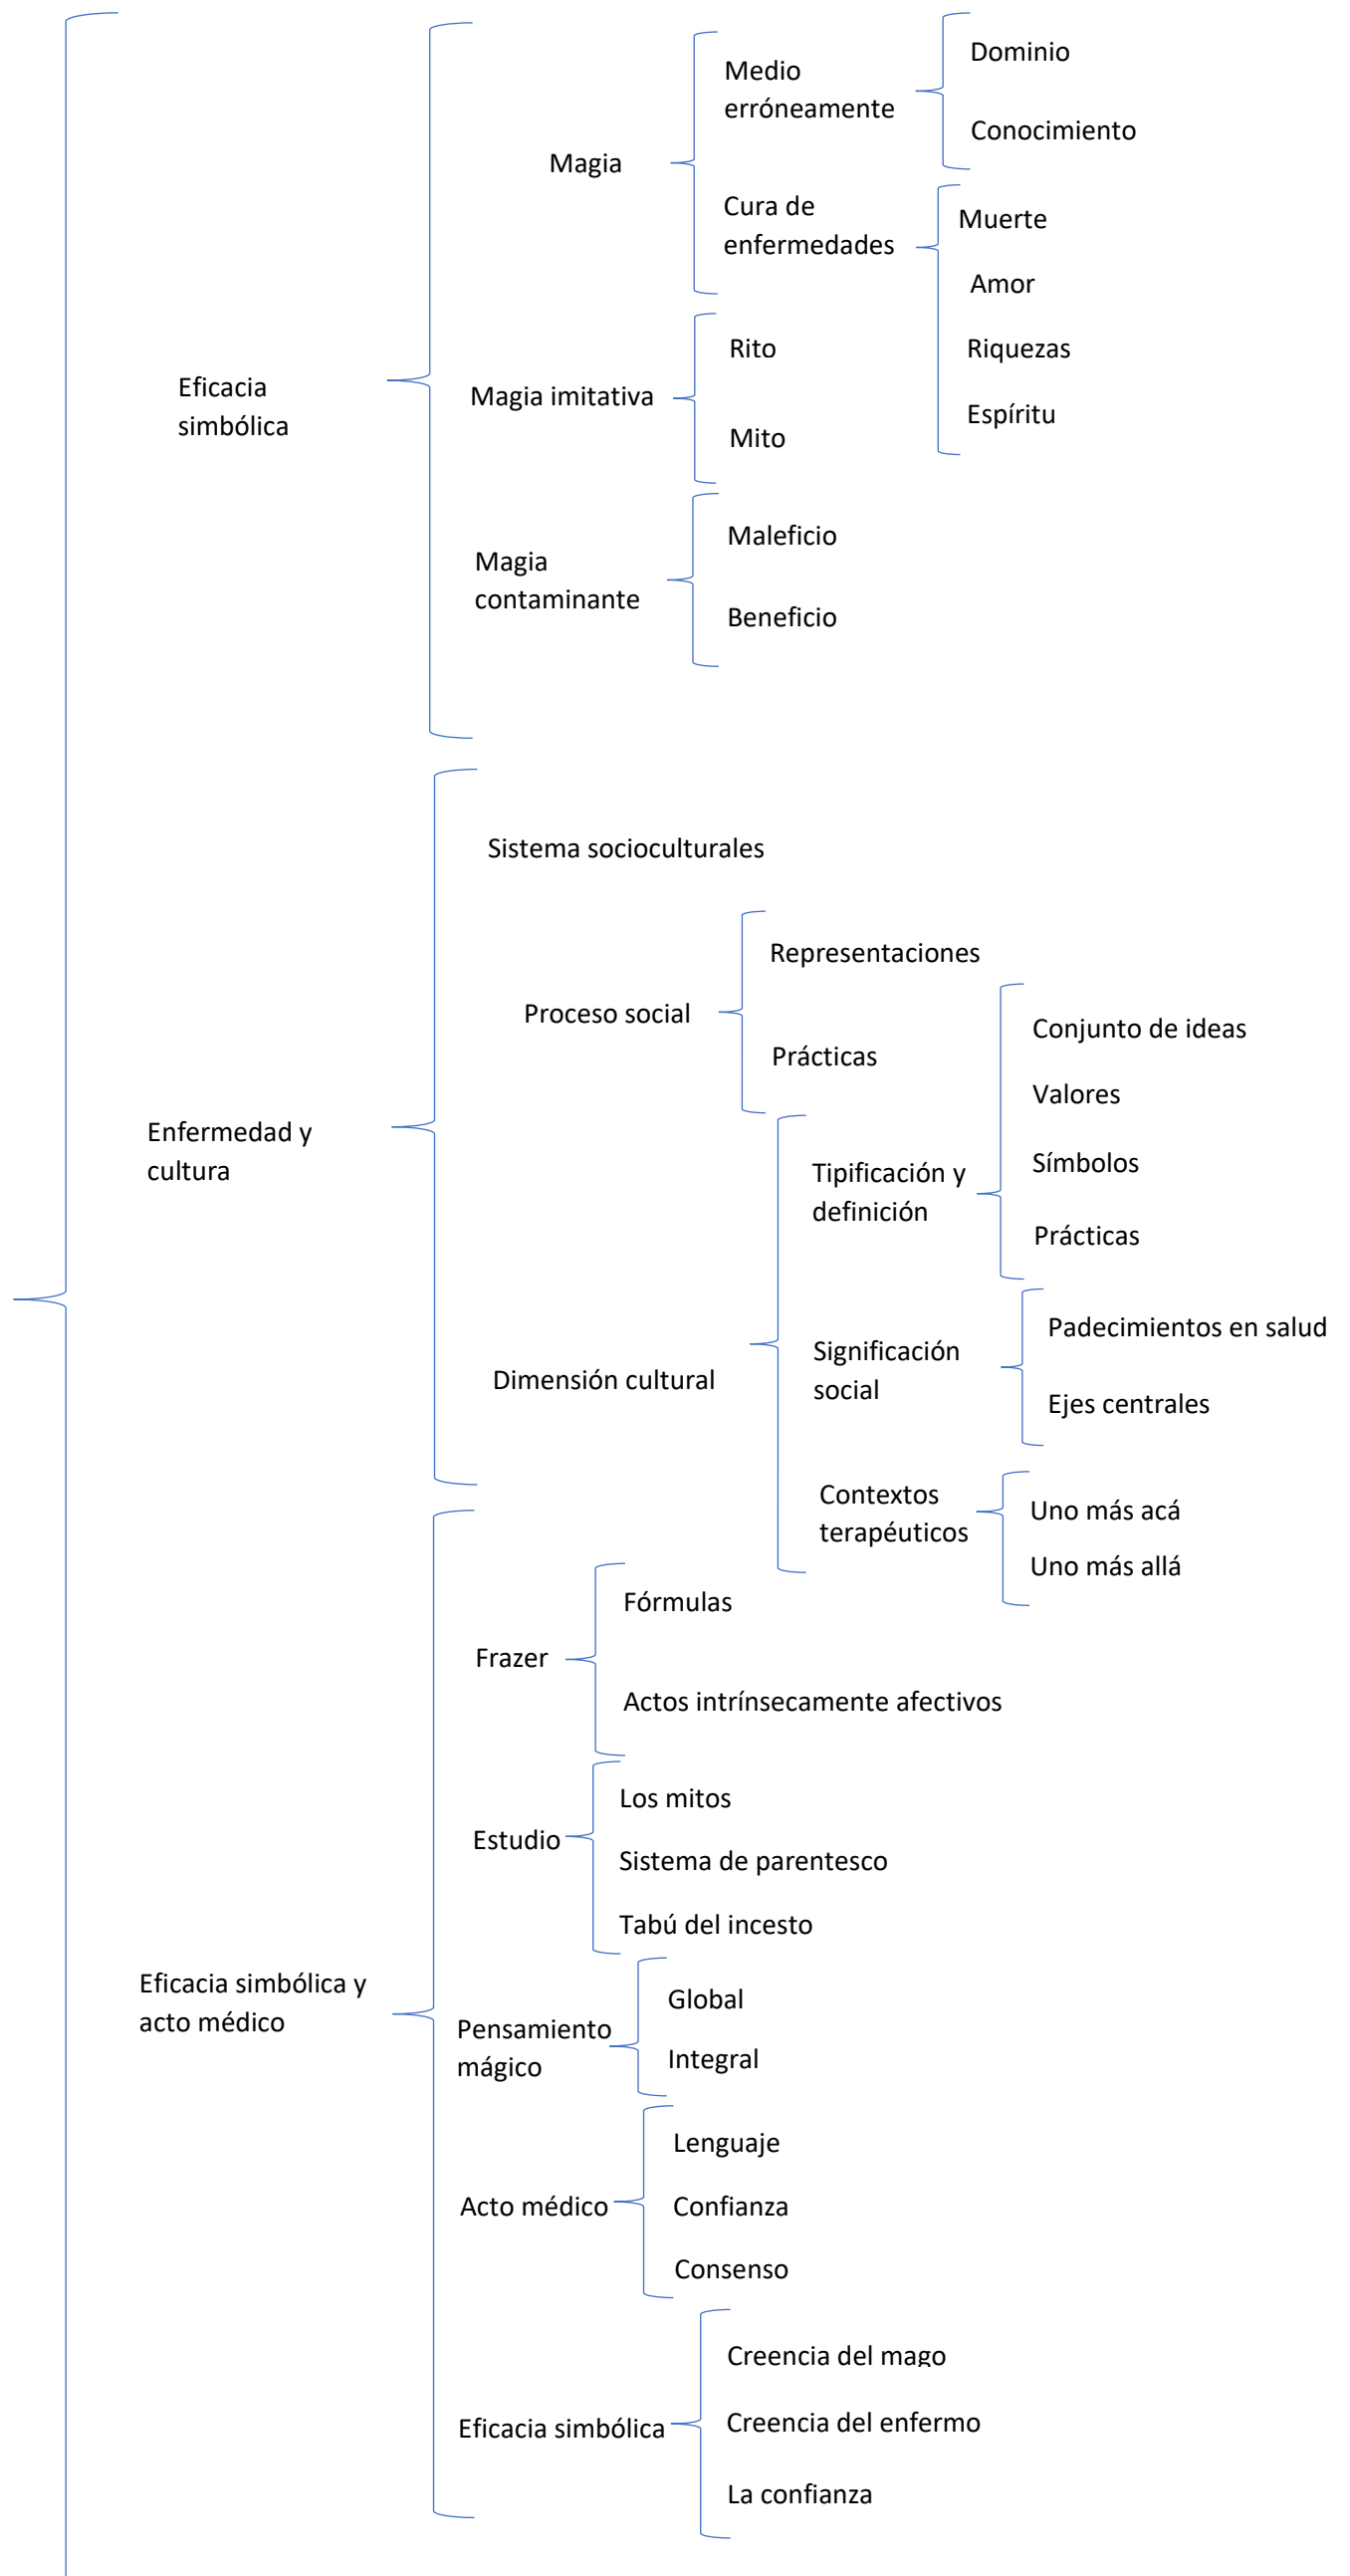 Eficacia
simbólica
Magia
Medio
erróneamente
Dominio
Conocimiento
Cura de
enfermedades
Muerte
Amor
Riquezas
Espíritu
Magia imitativa
Rito
Mito
Magia
contaminante
Maleficio
Beneficio
Enfermedad y
cultura
Sistema socioculturales
Proceso social
Representaciones
Prácticas
Dimensión cultural
Tipificación y
definición
Conjunto de ideas
Valores
Símbolos
Prácticas
Significación
social
Padecimientos en salud
Ejes centrales
Contextos
terapéuticos
Uno más acá
Uno más allá
Eficacia simbólica y
acto médico
Frazer
Fórmulas
Actos intrínsecamente afectivos
Estudio
Los mitos
Sistema de parentesco
Tabú del incesto
Pensamiento
mágico
Global
Integral
Acto médico
Lenguaje
Confianza
Consenso
Eficacia simbólica
Creencia del mago
Creencia del enfermo
La confianza